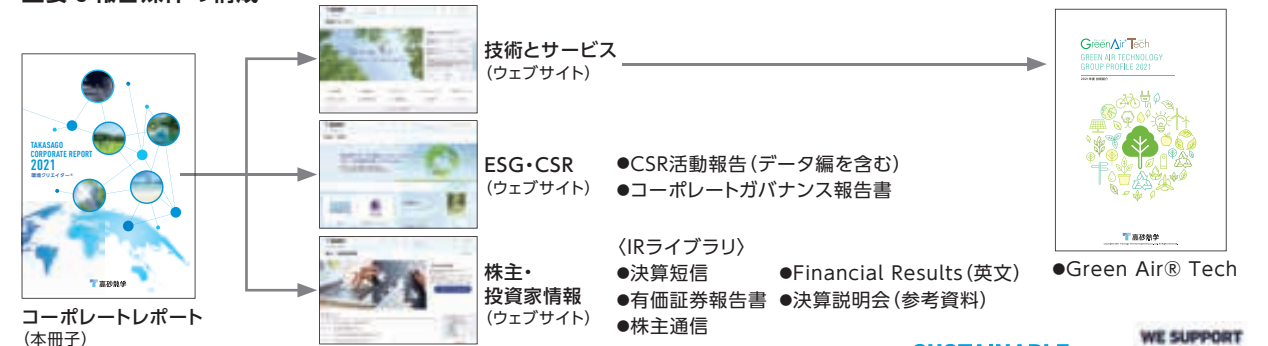 主要な報告媒体の構成
TAKASAGO
CORPORATE REPORT
2021
環境クリエイター®
高砂熱学
コーポレートレポート
(本冊子)
技術とサービス
(ウェブサイト)
ESG・CSR
(ウェブサイト)
●CSR活動報告(データ編を含む)
●コーポレートガバナンス報告書
株主・
投資家情報
(ウェブサイト)
〈IRライブラリ〉
●決算短信
●Financial Results(英文)
●有価証券報告書
●決算説明会(参考資料)
●株主通信
GreenAir Tech
GREEN AIR TECHNOLOGY
GROUP PROFILE 2021
高砂熱学
●Green Air® Tech
SUSTAINABLE
WE SUPPORT